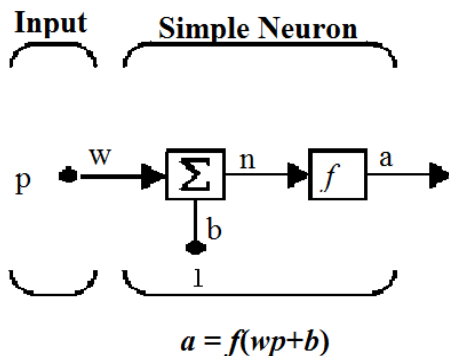 Input Simple Neuron
p w Σ n f a
b
1
a = f(wp+b)